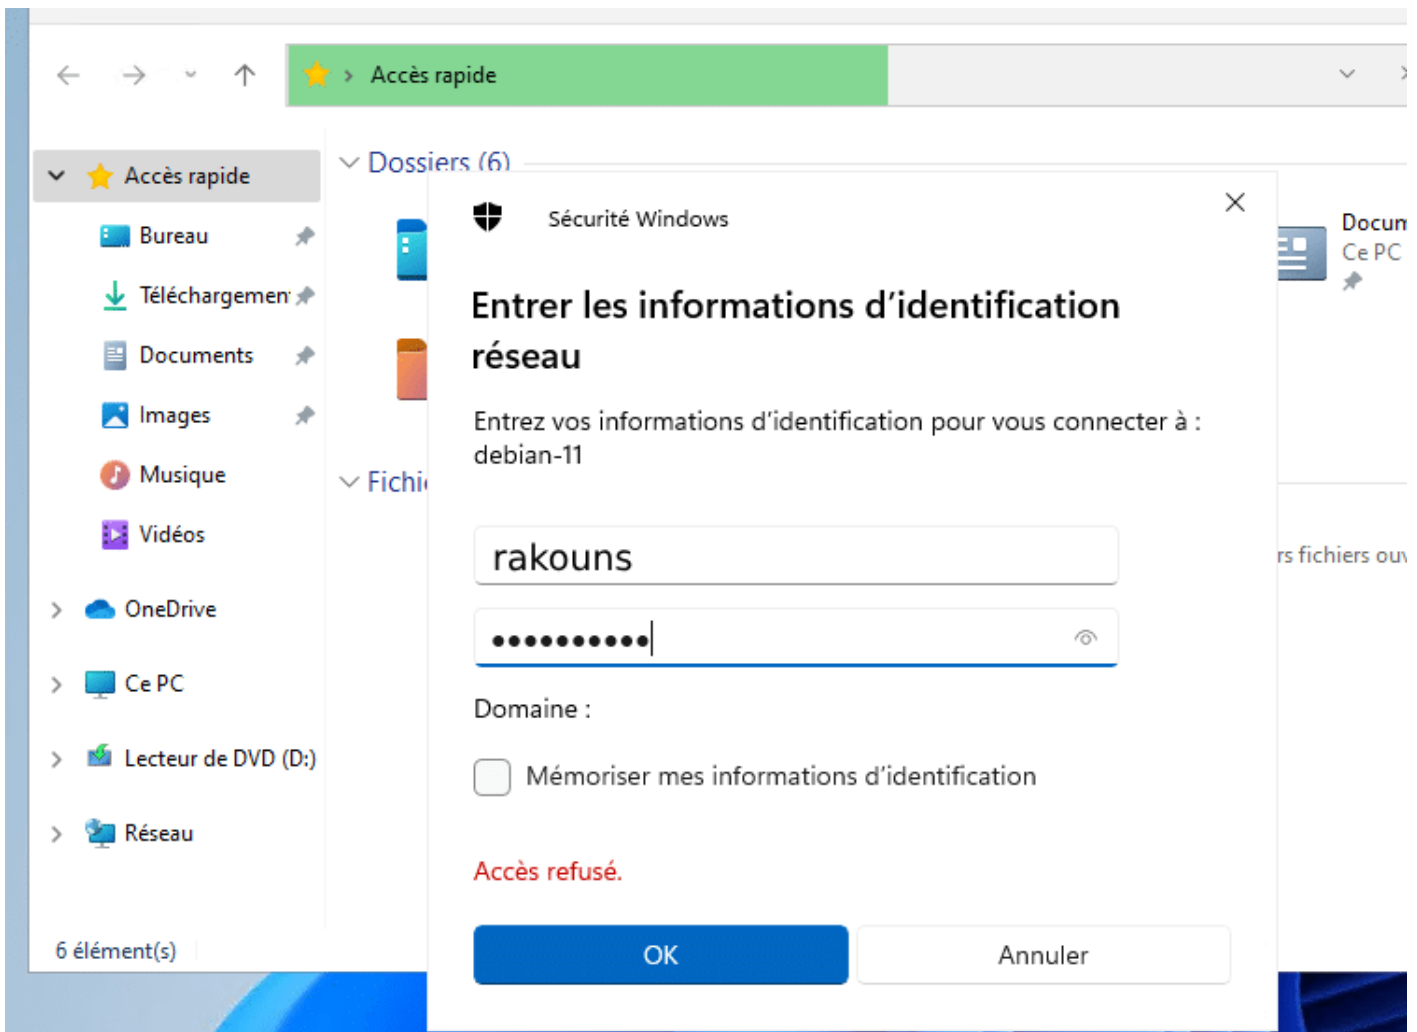 Accès rapide
Accès rapide
Bureau
Téléchargemen
Documents
Images
Musique
Vidéos
OneDrive
Ce PC
Lecteur de DVD (D:)
Réseau
6 élément(s)
Dossiers (6)
Docum
Ce PC
Fichi
rs fichiers ouv
Sécurité Windows
Entrer les informations d’identification
réseau
Entrez vos informations d’identification pour vous connecter à :
debian-11
rakouns
••••••••••
Domaine :
Mémoriser mes informations d’identification
Accès refusé.
OK
Annuler